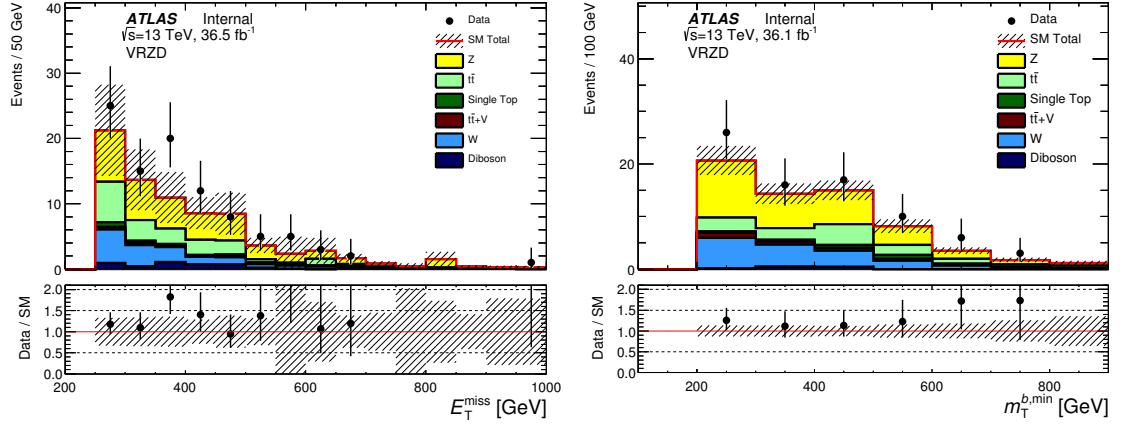 ATLAS Internal
√s=13 TeV, 36.5 fb⁻¹
VRZD
Data
SM Total
Z
tt̄
Single Top
tt̄+V
W
Diboson
Events / 50 GeV
40
30
20
10
0
Data / SM
2.0
1.5
1.0
0.5
0.0
200 400 600 800 1000
E_T^miss [GeV]
ATLAS Internal
√s=13 TeV, 36.1 fb⁻¹
VRZD
Data
SM Total
Z
tt̄
Single Top
tt̄+V
W
Diboson
Events / 100 GeV
40
20
0
Data / SM
2.0
1.5
1.0
0.5
0.0
200 400 600 800
m_T^b,min [GeV]